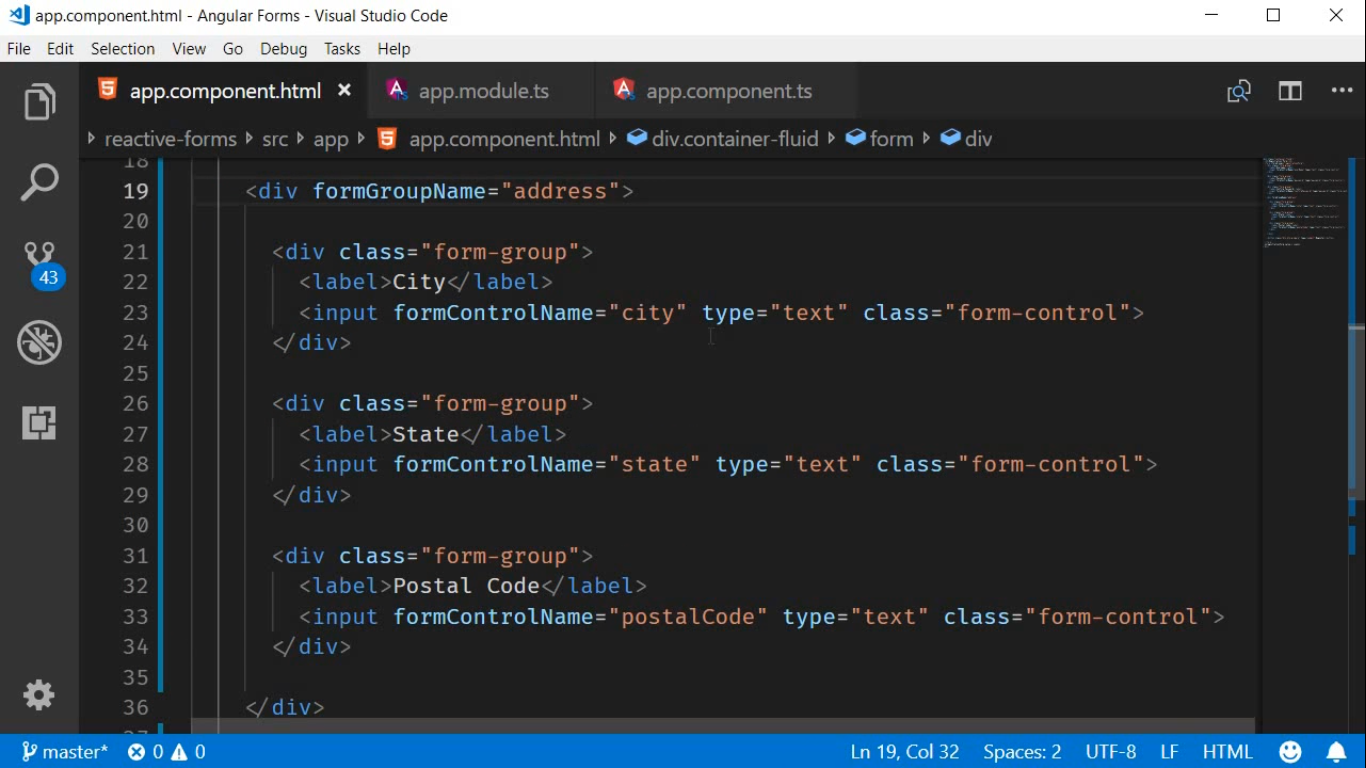 app.component.html - Angular Forms - Visual Studio Code
File Edit Selection View Go Debug Tasks Help
app.component.html app.module.ts app.component.ts
reactive-forms src app app.component.html div.container-fluid form div
18
19 <div formGroupName="address">
20
21 <div class="form-group">
22 <label>City</label>
23 <input formControlName="city" type="text" class="form-control">
24 </div>
25
26 <div class="form-group">
27 <label>State</label>
28 <input formControlName="state" type="text" class="form-control">
29 </div>
30
31 <div class="form-group">
32 <label>Postal Code</label>
33 <input formControlName="postalCode" type="text" class="form-control">
34 </div>
35
36 </div>
43
master* 0 0 Ln 19, Col 32 Spaces: 2 UTF-8 LF HTML